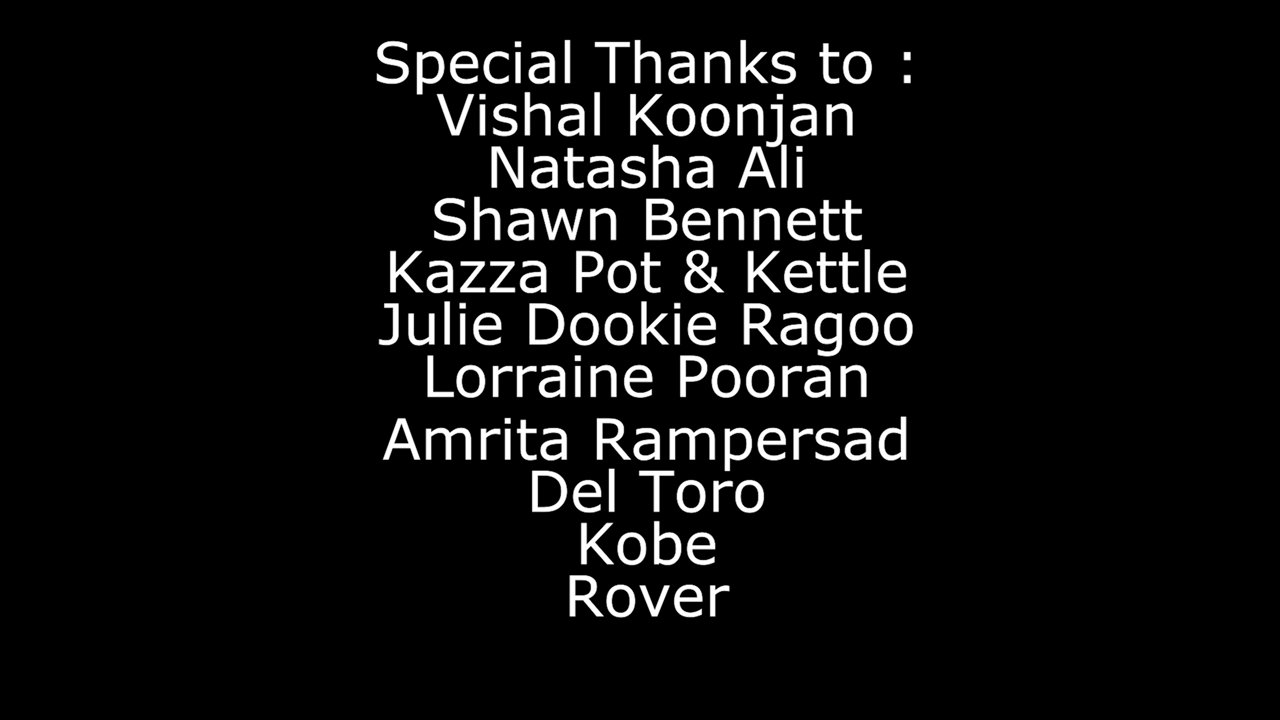 Special Thanks to :
Vishal Koonjan
Natasha Ali
Shawn Bennett
Kazza Pot & Kettle
Julie Dookie Ragoo
Lorraine Pooran
Amrita Rampersad
Del Toro
Kobe
Rover